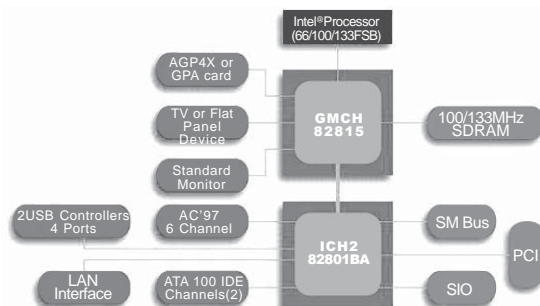 Intel®Processor
(66/100/133FSB)
AGP4X or
GPA card
TV or Flat
Panel
Device
Standard
Monitor
GMCH
82815
100/133MHz
SDRAM
2USB Controllers
4 Ports
AC'97
6 Channel
LAN
Interface
ATA 100 IDE
Channels(2)
ICH2
82801BA
SM Bus
PCI
SIO